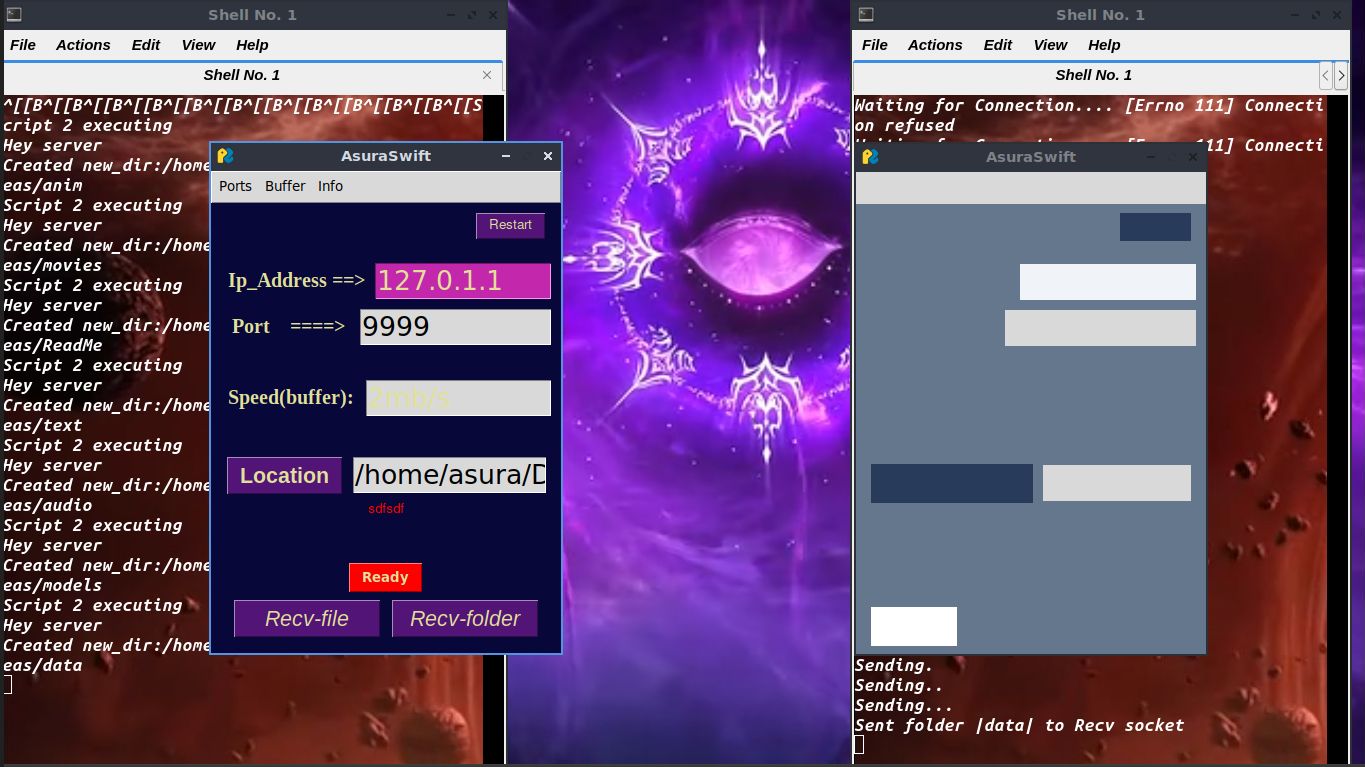 Shell No. 1
File Actions Edit View Help
Shell No. 1
^[[B^[[B^[[B^[[B^[[B^[[B^[[B^[[B^[[B^[[B^[[B^[[S
cript 2 executing
Hey server
Created new_dir:/home
eas/anim
Script 2 executing
Hey server
Created new_dir:/home
eas/movies
Script 2 executing
Hey server
Created new_dir:/home
eas/ReadMe
Script 2 executing
Hey server
Created new_dir:/home
eas/text
Script 2 executing
Hey server
Created new_dir:/home
eas/audio
Script 2 executing
Hey server
Created new_dir:/home
eas/models
Script 2 executing
Hey server
Created new_dir:/home
eas/data
AsuraSwift
Ports Buffer Info
Restart
Ip_Address ==> 127.0.1.1
Port ====> 9999
Speed(buffer): 2mb/s
Location /home/asura/D
sdfsdf
Ready
Recv-file Recv-folder
Shell No. 1
File Actions Edit View Help
Shell No. 1
Waiting for Connection.... [Errno 111] Connecti
on refused
Waiting for Connection.... [Errno 111] Connecti
AsuraSwift
Sending.
Sending..
Sending...
Sent folder |data| to Recv socket